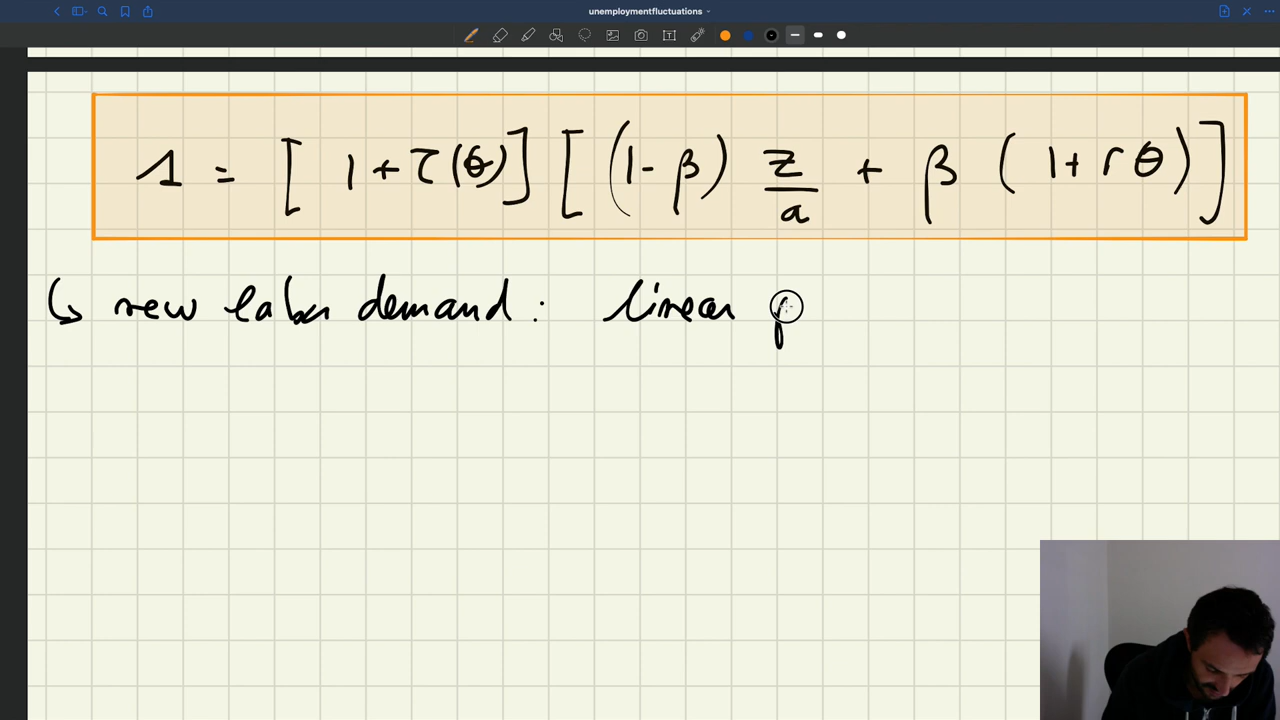 unemploymentfluctuations
1 = [ 1 + τ(θ) ] [ (1 - β) z/a + β ( 1 + rθ ) ]
↳ new labor demand : linear p